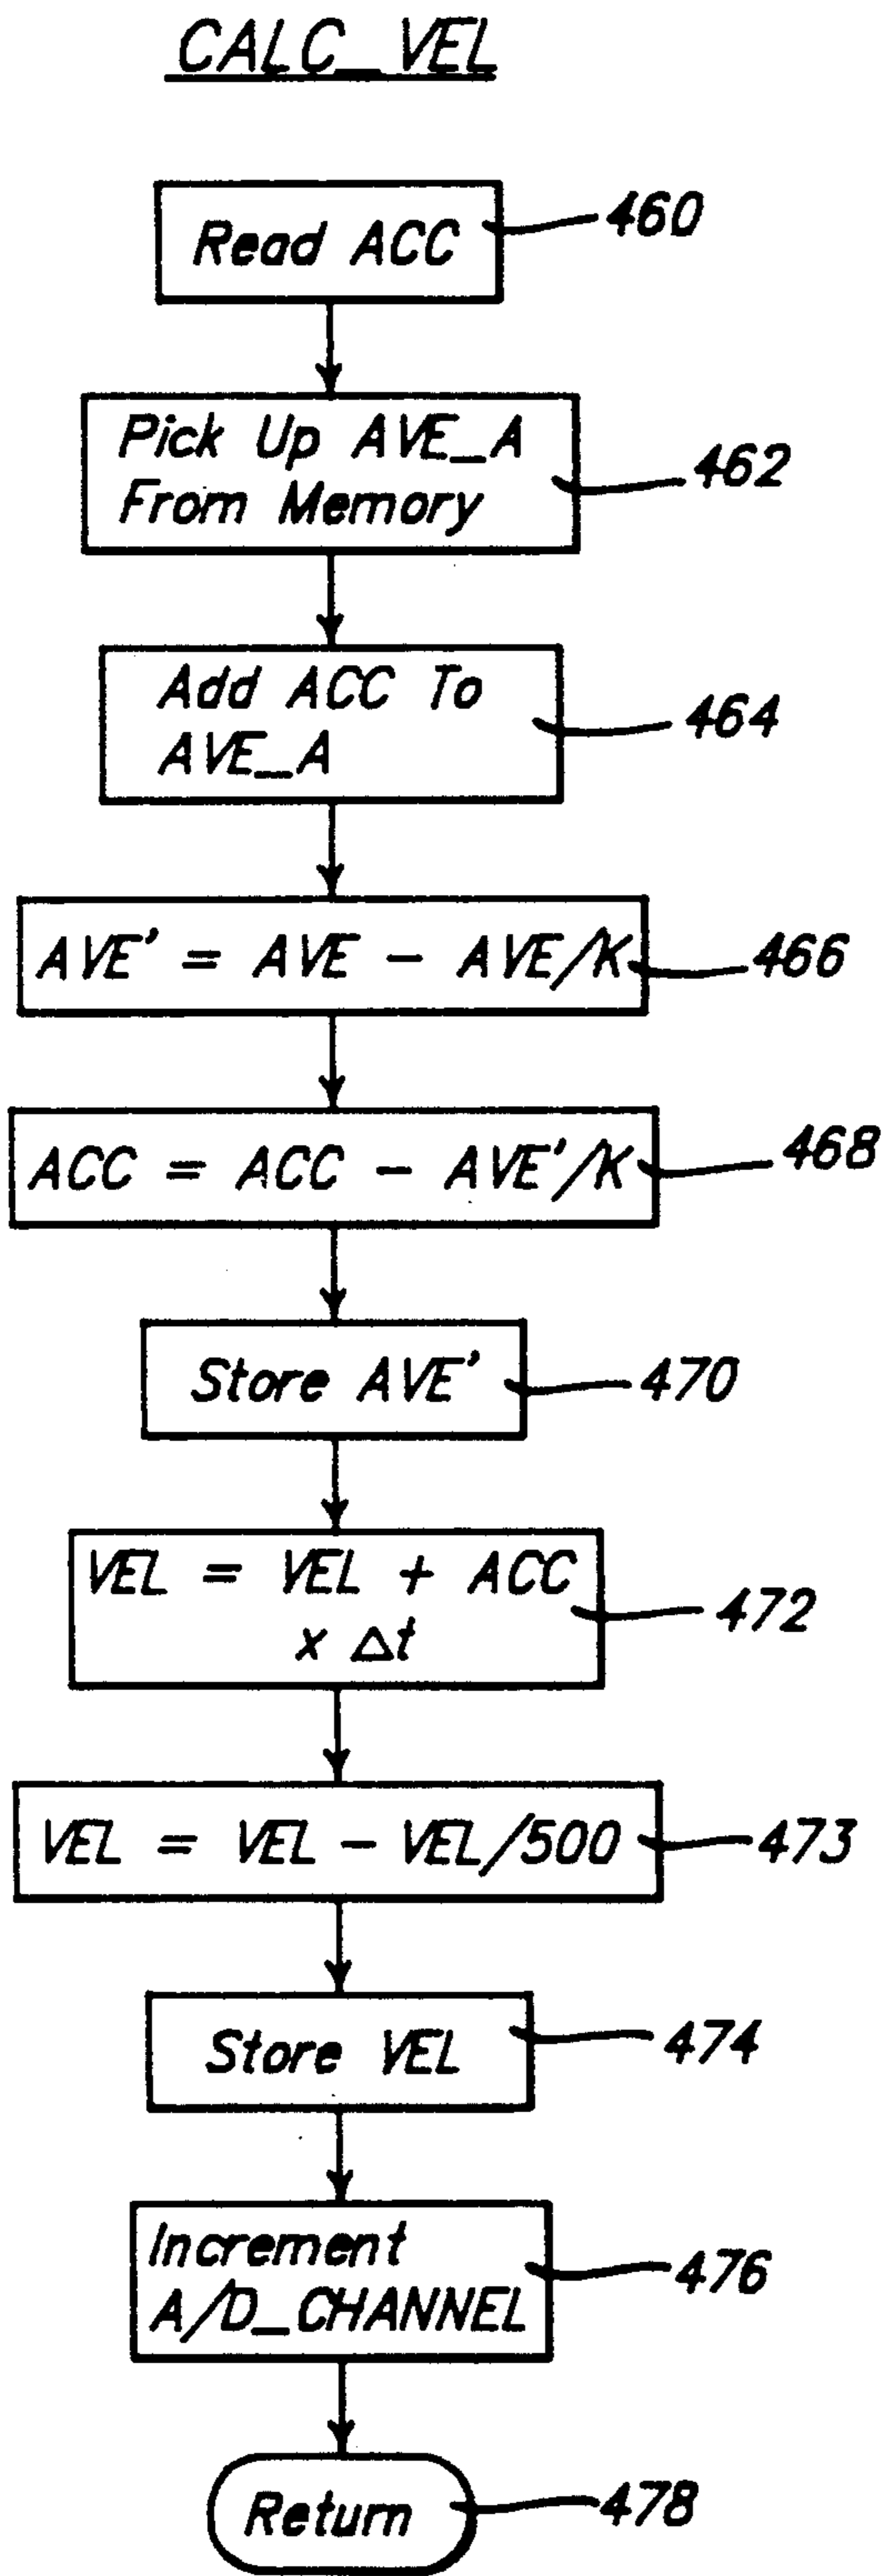 CALC_VEL
Read ACC
460
Pick Up AVE_A
From Memory
462
Add ACC To
AVE_A
464
AVE' = AVE - AVE/K
466
ACC = ACC - AVE'/K
468
Store AVE'
470
VEL = VEL + ACC
x Δt
472
VEL = VEL - VEL/500
473
Store VEL
474
Increment
A/D_CHANNEL
476
Return
478